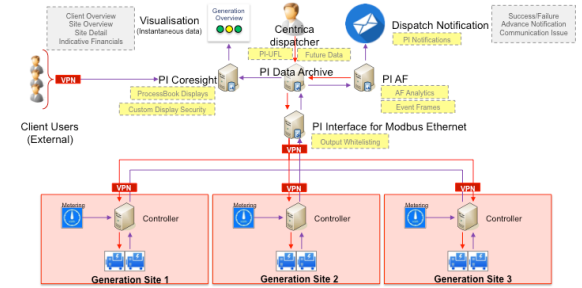 Client Overview
Site Overview
Site Detail
Indicative Financials
Visualisation
(Instantaneous data)
Generation
Overview
Centrica
dispatcher
Dispatch Notification
PI Notifications
Success/Failure
Advance Notification
Communication Issue
PI-UFL
Future Data
VPN
PI Coresight
PI Data Archive
PI AF
ProcessBook Displays
Custom Display Security
AF Analytics
Event Frames
Client Users
(External)
PI Interface for Modbus Ethernet
Output Whitelisting
VPN
VPN
VPN
VPN
Metering
Controller
Generation Site 1
Metering
Controller
Generation Site 2
Metering
Controller
Generation Site 3